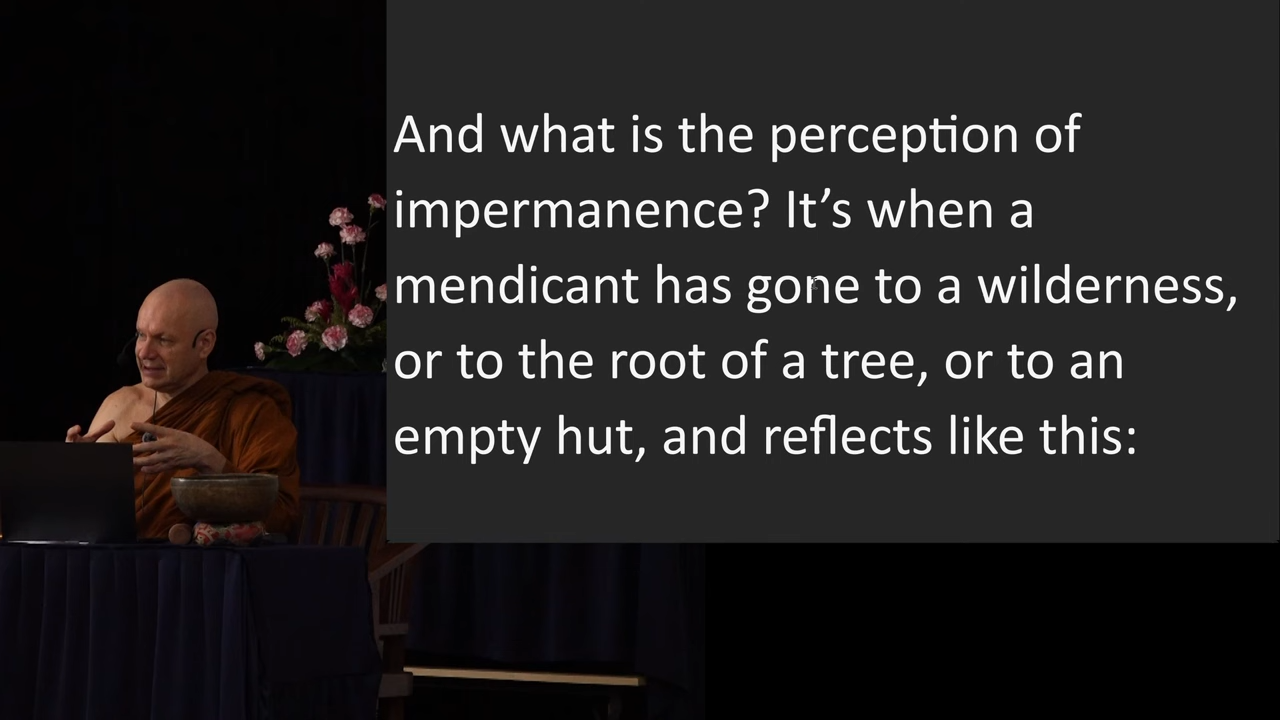 And what is the perception of
impermanence? It’s when a
mendicant has gone to a wilderness,
or to the root of a tree, or to an
empty hut, and reflects like this: